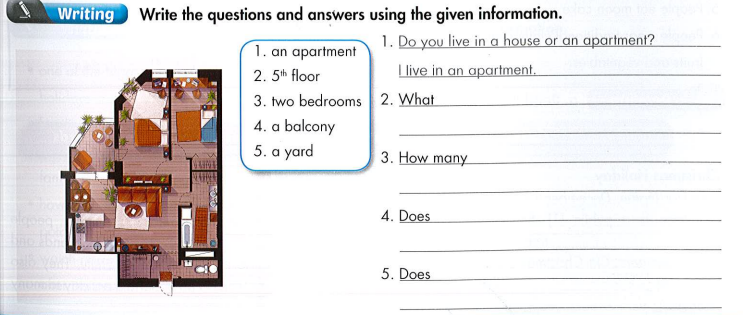 Writing
Write the questions and answers using the given information.
1. an apartment
2. 5th floor
3. two bedrooms
4. a balcony
5. a yard
1. Do you live in a house or an apartment?
I live in an apartment.
2. What
3. How many
4. Does
5. Does